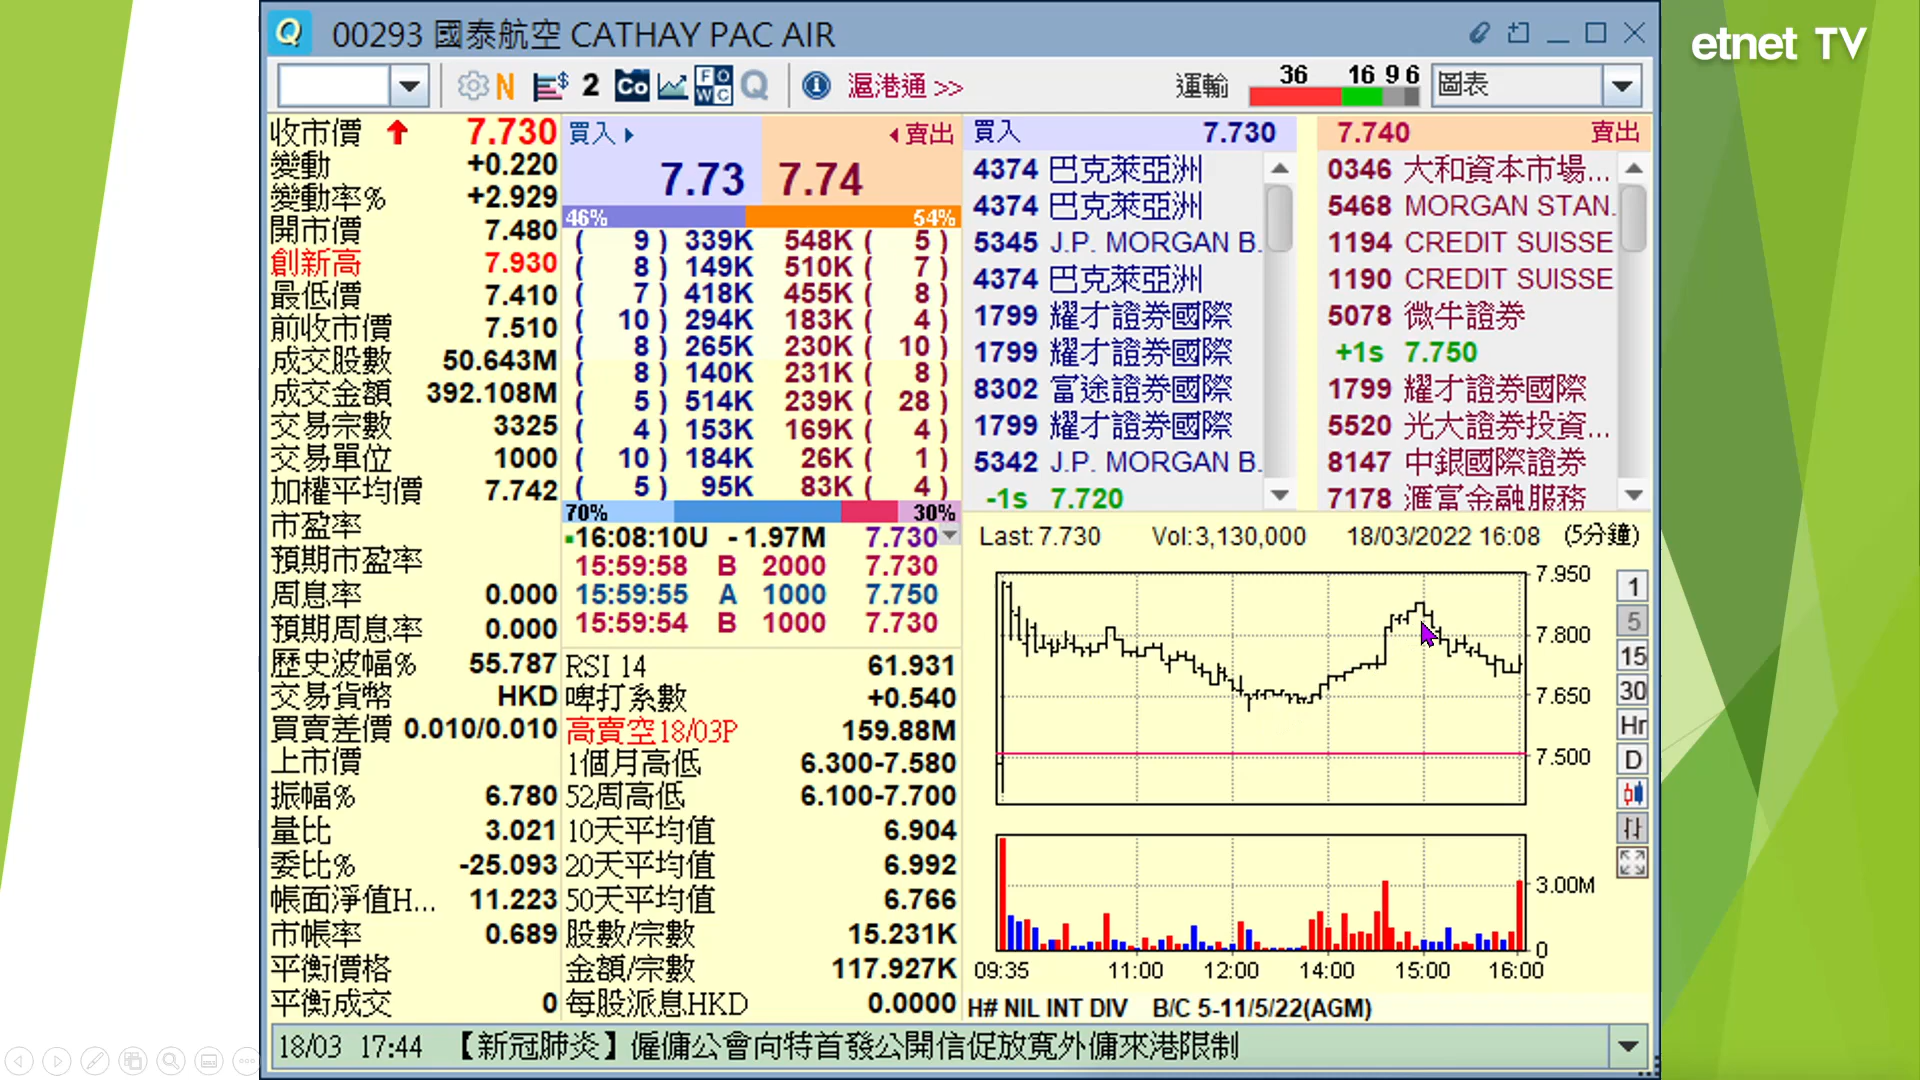 etnet TV
00293 國泰航空 CATHAY PAC AIR
N $ 2 Co FOWC Q 滬港通 >> 運輸 36 16 9 6 圖表
收市價 7.730
變動 +0.220
變動率% +2.929
開市價 7.480
創新高 7.930
最低價 7.410
前收市價 7.510
成交股數 50.643M
成交金額 392.108M
交易宗數 3325
交易單位 1000
加權平均價 7.742
市盈率
預期市盈率
周息率 0.000
預期周息率 0.000
歷史波幅% 55.787
交易貨幣 HKD
買賣差價 0.010/0.010
上市價
振幅% 6.780
量比 3.021
委比% -25.093
帳面淨值H... 11.223
市帳率 0.689
平衡價格
平衡成交 0
買入 賣出
7.73 7.74
46% 54%
( 9 ) 339K 548K ( 5 )
( 8 ) 149K 510K ( 7 )
( 7 ) 418K 455K ( 8 )
( 10 ) 294K 183K ( 4 )
( 8 ) 265K 230K ( 10 )
( 8 ) 140K 231K ( 8 )
( 5 ) 514K 239K ( 28 )
( 4 ) 153K 169K ( 4 )
( 10 ) 184K 26K ( 1 )
( 5 ) 95K 83K ( 4 )
70% 30%
16:08:10U -1.97M 7.730
15:59:58 B 2000 7.730
15:59:55 A 1000 7.750
15:59:54 B 1000 7.730
RSI 14 61.931
啤打系數 +0.540
高賣空18/03P 159.88M
1個月高低 6.300-7.580
52周高低 6.100-7.700
10天平均值 6.904
20天平均值 6.992
50天平均值 6.766
股數/宗數 15.231K
金額/宗數 117.927K
每股派息HKD 0.0000
買入 7.730
4374 巴克萊亞洲
4374 巴克萊亞洲
5345 J.P. MORGAN B.
4374 巴克萊亞洲
1799 耀才證券國際
1799 耀才證券國際
8302 富途證券國際
1799 耀才證券國際
5342 J.P. MORGAN B.
-1s 7.720
7.740 賣出
0346 大和資本市場...
5468 MORGAN STAN.
1194 CREDIT SUISSE
1190 CREDIT SUISSE
5078 微牛證券
+1s 7.750
1799 耀才證券國際
5520 光大證券投資...
8147 中銀國際證券
7178 滙富金融服務
Last: 7.730 Vol: 3,130,000 18/03/2022 16:08 (5分鐘)
7.950
7.800
7.650
7.500
1
5
15
30
Hr
D
3.00M
0
09:35 11:00 12:00 14:00 15:00 16:00
H# NIL INT DIV B/C 5-11/5/22(AGM)
18/03 17:44 【新冠肺炎】僱傭公會向特首發公開信促放寬外傭來港限制